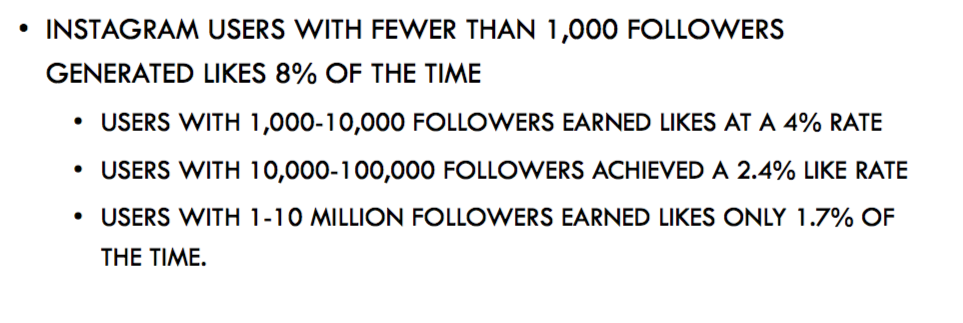 • INSTAGRAM USERS WITH FEWER THAN 1,000 FOLLOWERS
GENERATED LIKES 8% OF THE TIME
• USERS WITH 1,000-10,000 FOLLOWERS EARNED LIKES AT A 4% RATE
• USERS WITH 10,000-100,000 FOLLOWERS ACHIEVED A 2.4% LIKE RATE
• USERS WITH 1-10 MILLION FOLLOWERS EARNED LIKES ONLY 1.7% OF
THE TIME.